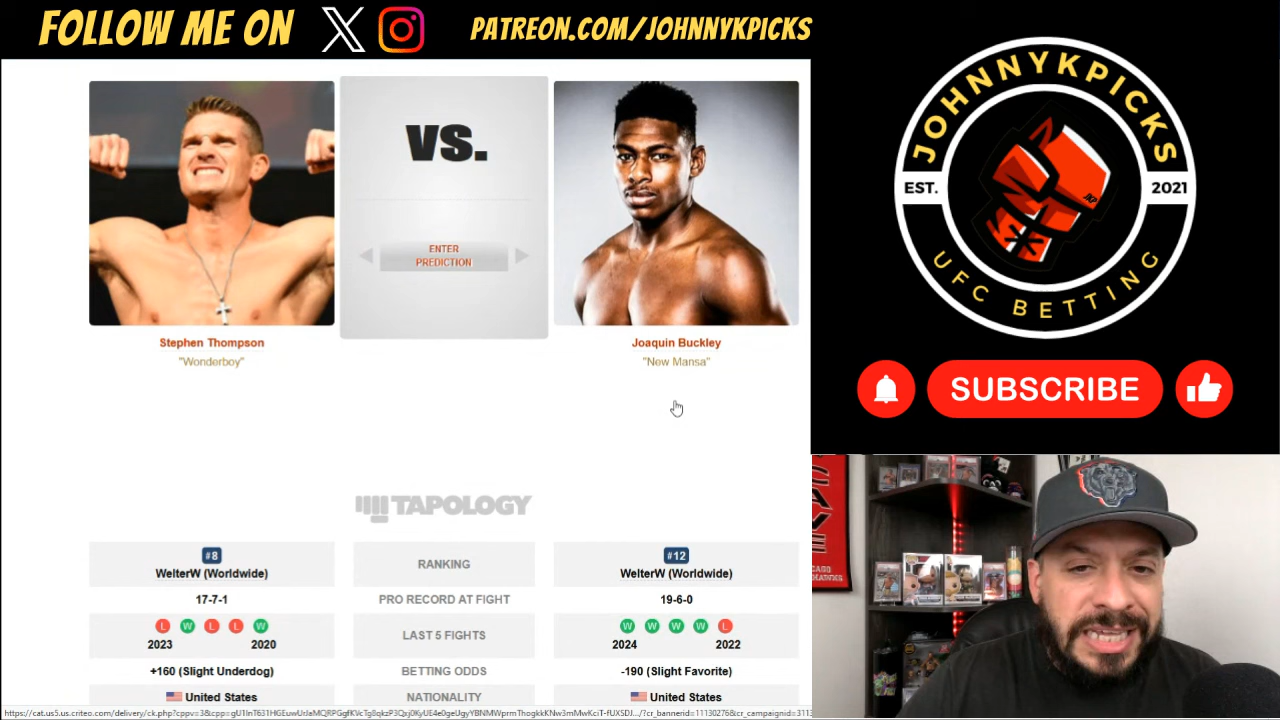 FOLLOW ME ON
PATREON.COM/JOHNNYKPICKS
VS.
ENTER
PREDICTION
Stephen Thompson
"Wonderboy"
Joaquin Buckley
"New Mansa"
TAPOLOGY
#8
WelterW (Worldwide)
RANKING
#12
WelterW (Worldwide)
17-7-1
PRO RECORD AT FIGHT
19-6-0
L W L L W
2023 2020
LAST 5 FIGHTS
W W W W L
2024 2022
+160 (Slight Underdog)
BETTING ODDS
-190 (Slight Favorite)
United States
NATIONALITY
United States
JOHNNYKPICKS
EST.
2021
JKP
UFC BETTING
SUBSCRIBE